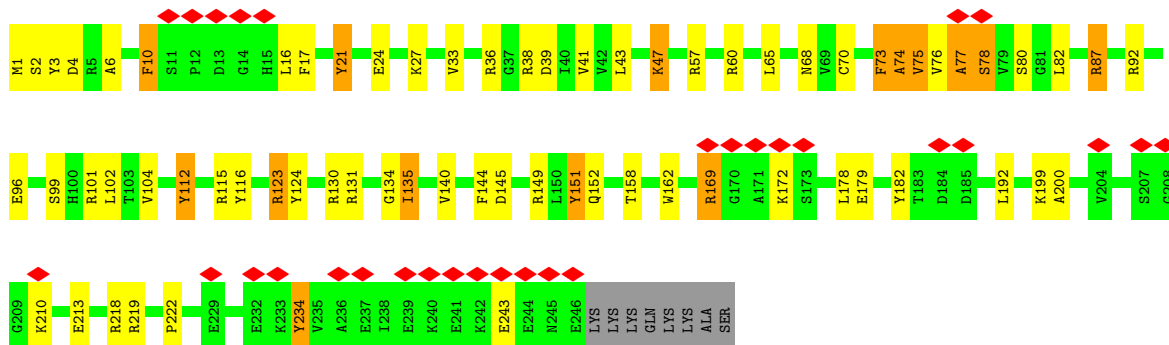 M1 S2 Y3 D4 R5 A6 F10 S11 P12 D13 G14 H15 L16 F17 Y21 E24 K27 V33 R36 G37 R38 D39 I40 V41 V42 L43 K47 R57 R60 L65 N68 V69 C70 F73 A74 V75 V76 A77 S78 V79 S80 G81 L82 R87 R92
E96 S99 H100 R101 L102 T103 V104 Y112 R115 Y116 R123 Y124 R130 R131 G134 I135 V140 F144 D145 R149 L150 Y151 Q152 T158 W162 R169 G170 A171 K172 S173 L178 E179 Y182 T183 D184 D185 L192 K199 A200 V204 S207 G208
G209 K210 E213 R218 R219 P222 E229 E232 K233 Y234 V235 A236 E237 I238 E239 K240 E241 K242 E243 E244 N245 E246 LYS LYS LYS GLN LYS LYS ALA SER